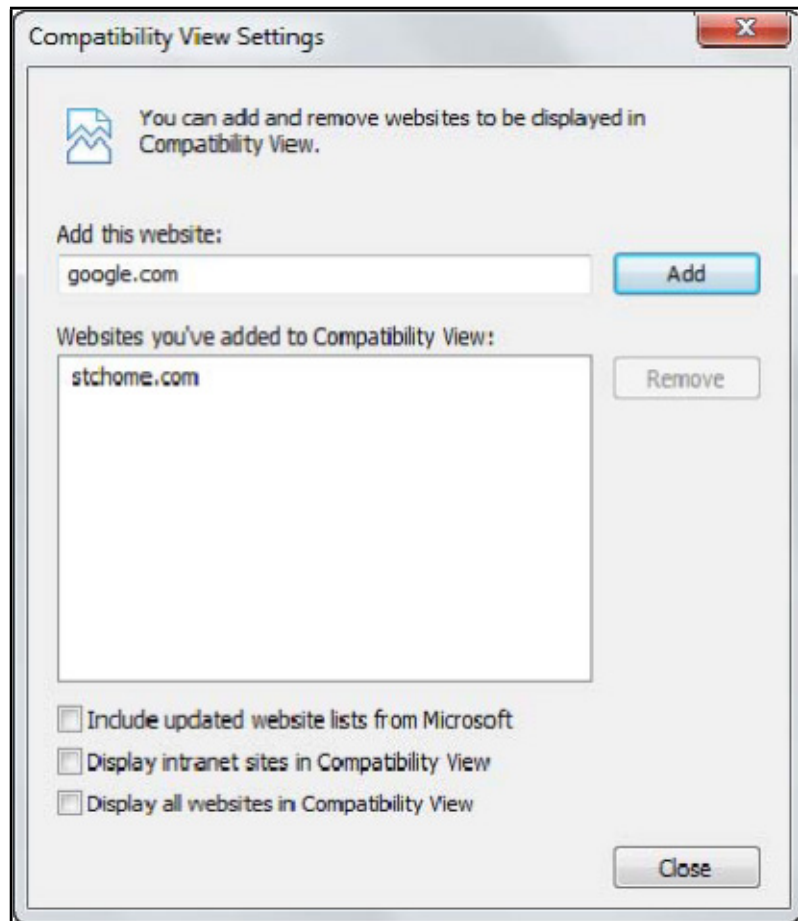 Compatibility View Settings
You can add and remove websites to be displayed in
Compatibility View.
Add this website:
google.com
Add
Websites you've added to Compatibility View:
stchome.com
Remove
Include updated website lists from Microsoft
Display intranet sites in Compatibility View
Display all websites in Compatibility View
Close